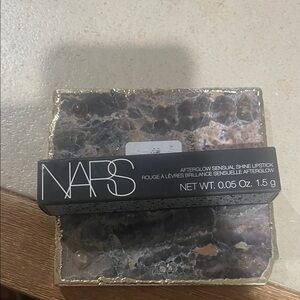 NARS
AFTERGLOW SENSUAL SHINE LIPSTICK
ROUGE À LÈVRES BRILLANCE SENSUELLE AFTERGLOW
NET WT. 0.05 Oz. 1.5 g